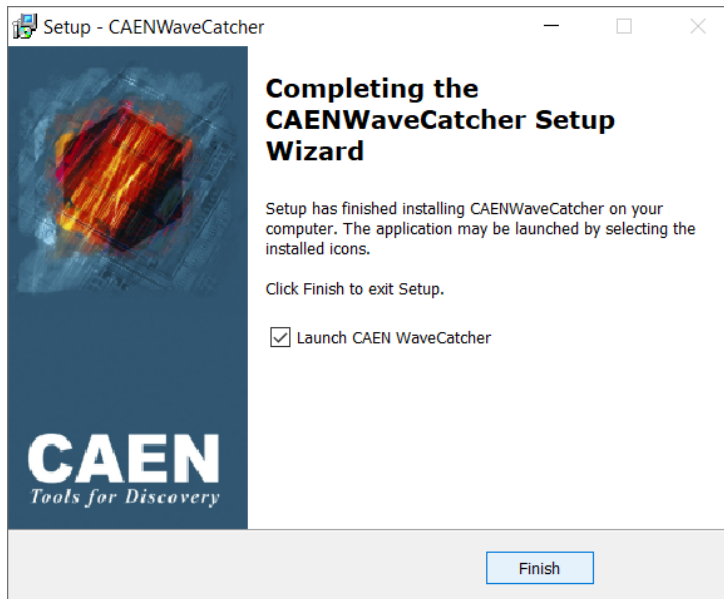 Setup - CAENWaveCatcher
Completing the
CAENWaveCatcher Setup
Wizard
Setup has finished installing CAENWaveCatcher on your
computer. The application may be launched by selecting the
installed icons.
Click Finish to exit Setup.
Launch CAEN WaveCatcher
CAEN
Tools for Discovery
Finish